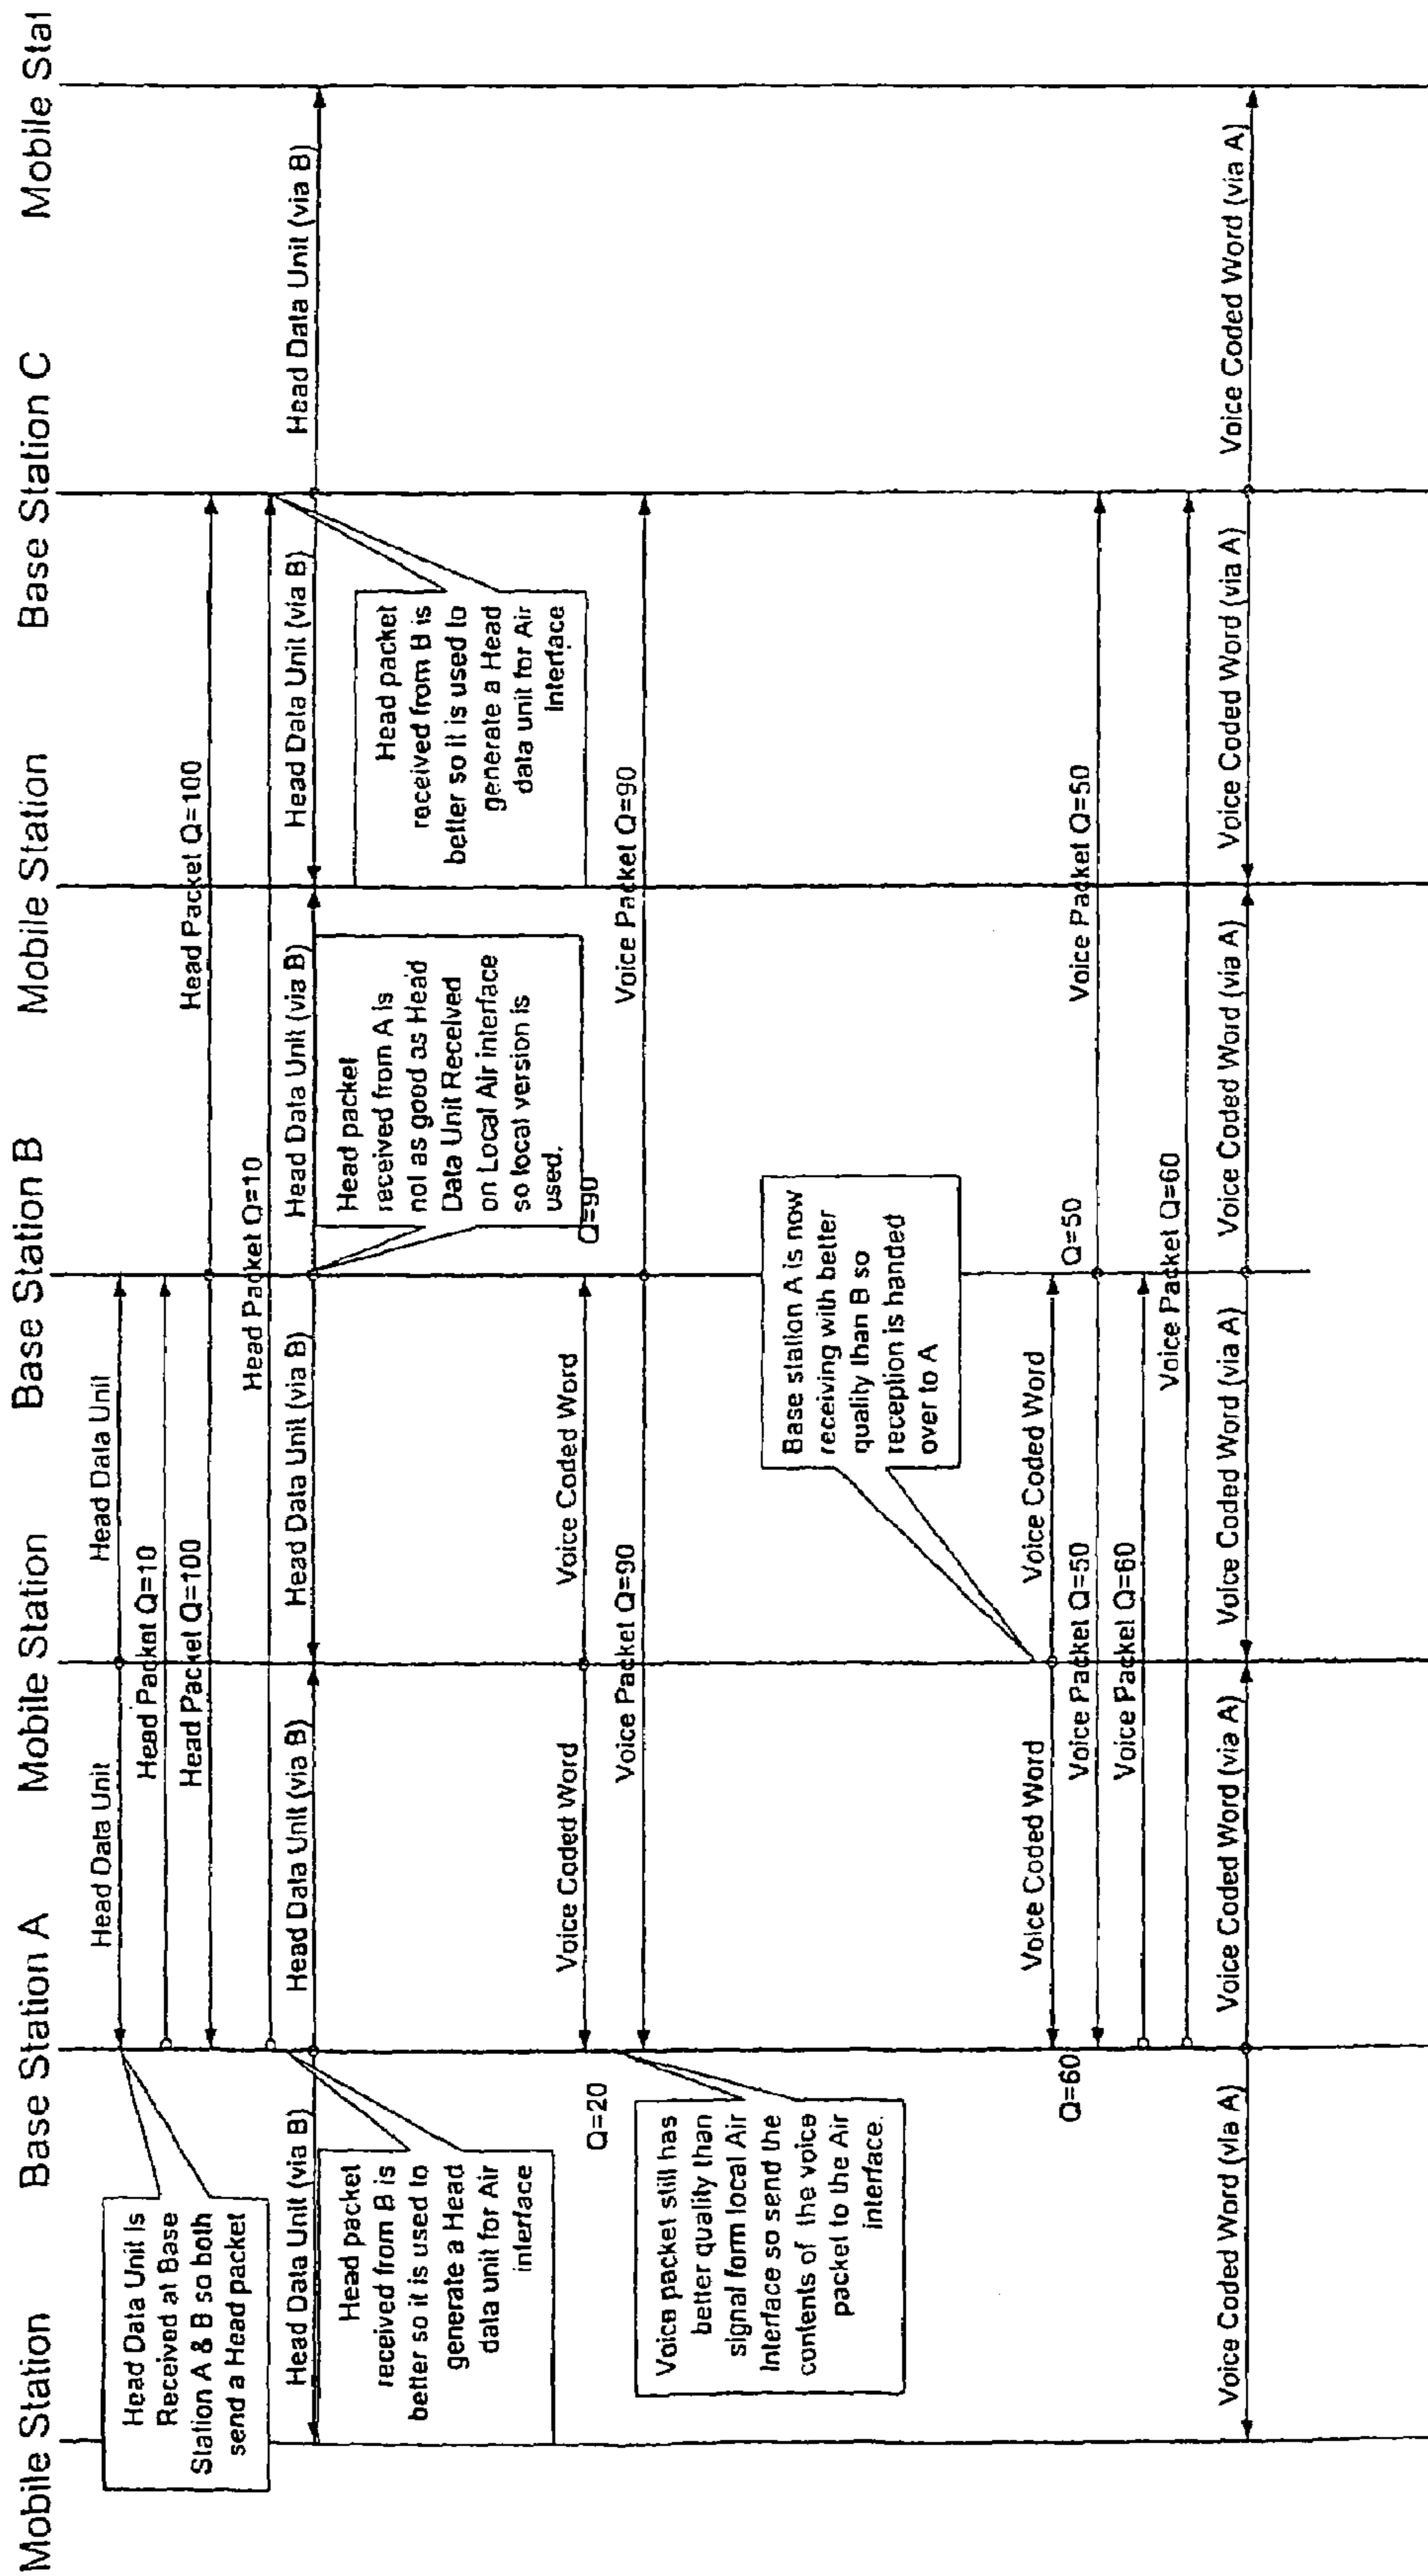 Mobile Station
Base Station A
Mobile Station
Base Station B
Mobile Station
Base Station C
Mobile Stat
Head Data Unit
Head Data Unit
Head Data Unit is
Received at Base
Station A & B so both
send a Head packet
Head Packet Q=10
Head Packet Q=100
Head Packet Q=100
Head Packet Q=10
Head Data Unit (via B)
Head Data Unit (via B)
Head Data Unit (via B)
Head Data Unit (via B)
Head Data Unit (via B)
Head Data Unit (via B)
Head packet
received from B is
better so it is used to
generate a Head
data unit for Air
interface
Head packet
received from A is
not as good as Head
Data Unit Received
on Local Air interface
so local version is
used.
Head packet
received from B is
better so it is used to
generate a Head
data unit for Air
Interface
Q=20
Voice Coded Word
Voice Coded Word
Q=90
Voice Packet Q=90
Voice Packet Q=90
Voice packet still has
better quality than
signal form local Air
Interface so send the
contents of the voice
packet to the Air
interface.
Base station A is now
receiving with better
quality than B so
reception is handed
over to A
Voice Coded Word
Voice Coded Word
Q=60
Q=50
Voice Packet Q=50
Voice Packet Q=50
Voice Packet Q=60
Voice Packet Q=60
Voice Coded Word (via A)
Voice Coded Word (via A)
Voice Coded Word (via A)
Voice Coded Word (via A)
Voice Coded Word (via A)
Voice Coded Word (via A)